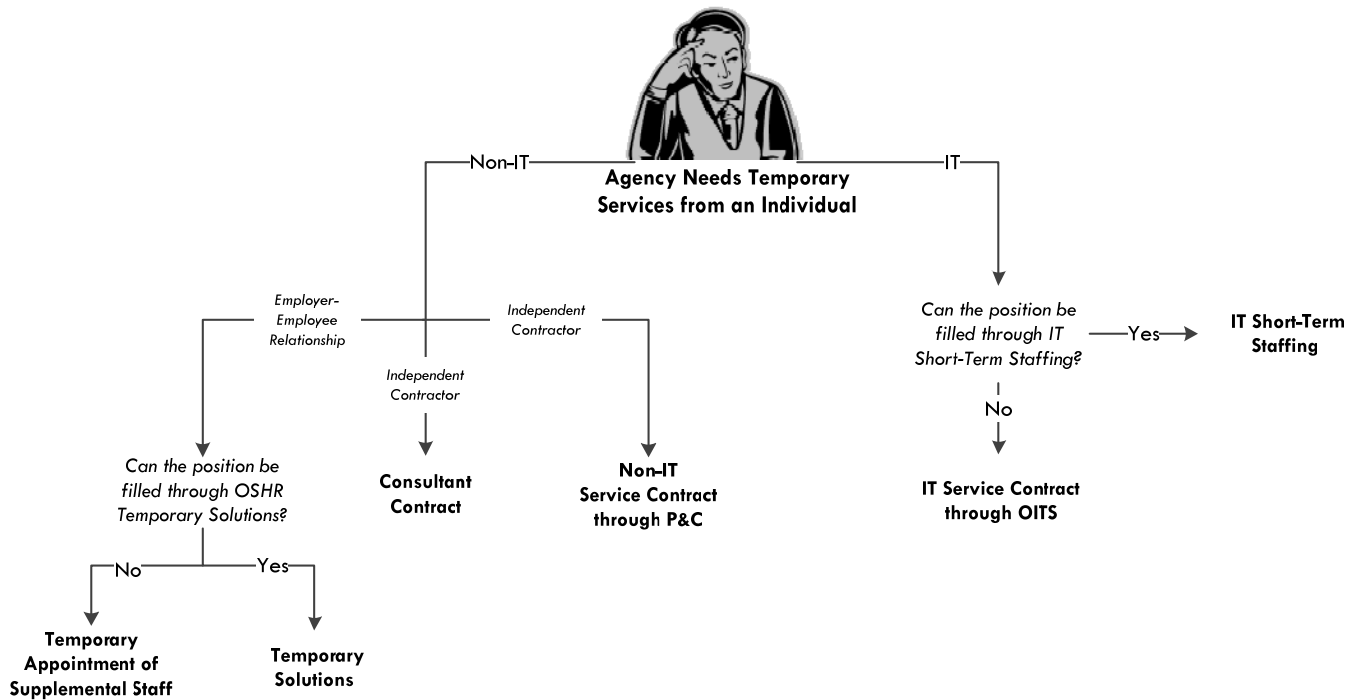 Non-IT
IT
Agency Needs Temporary
Services from an Individual
Employer-
Employee
Relationship
Independent
Contractor
Independent
Contractor
Can the position be
filled through IT
Short-Term Staffing?
Yes
IT Short-Term
Staffing
No
Can the position be
filled through OSHR
Temporary Solutions?
Consultant
Contract
Non-IT
Service Contract
through P&C
IT Service Contract
through OITS
No
Yes
Temporary
Appointment of
Supplemental Staff
Temporary
Solutions